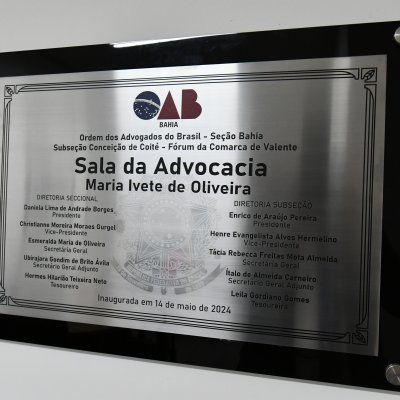 OAB
BAHIA
Ordem dos Advogados do Brasil - Seção Bahia
Subseção Conceição de Coité - Fórum da Comarca de Valente
Sala da Advocacia
Maria Ivete de Oliveira
DIRETORIA SECCIONAL
Daniela Lima de Andrade Borges
Presidente
Christianne Moreira Moraes Gurgel
Vice-Presidente
Esmeralda Maria de Oliveira
Secretária Geral
Ubirajara Gondim de Brito Ávila
Secretário Geral Adjunto
Hermes Hilarião Teixeira Neto
Tesoureiro
DIRETORIA SUBSEÇÃO
Enrico de Araújo Pereira
Presidente
Henre Evangelista Alves Hermelino
Vice-Presidente
Tácia Rebecca Freitas Mota Almeida
Secretária Geral
Ítalo de Almeida Carneiro
Secretário Geral Adjunto
Leila Gordiano Gomes
Tesoureiro
Inaugurada em 14 de maio de 2024